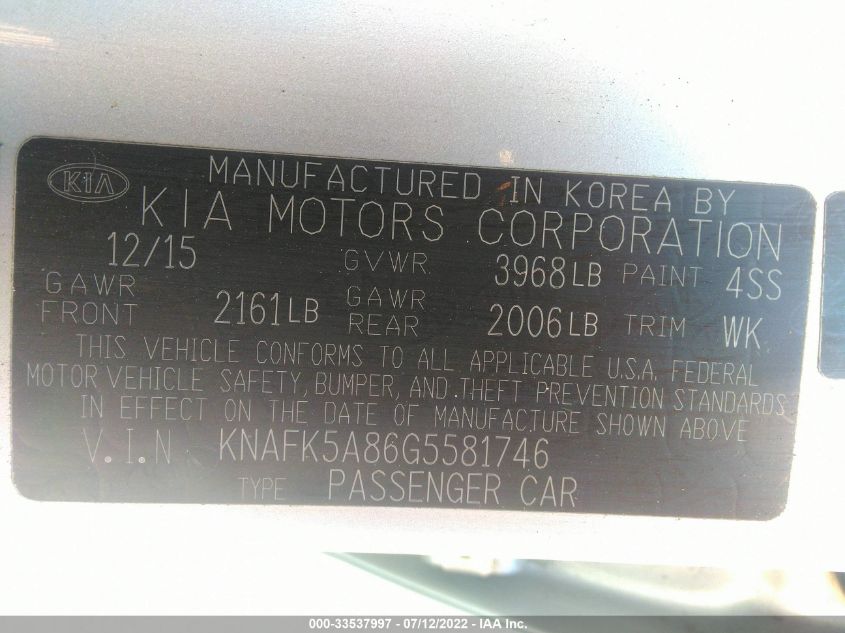 MANUFACTURED IN KOREA BY
KIA
KIA MOTORS CORPORATION
12/15 GVWR 3968LB PAINT 4SS
GAWR FRONT 2161LB GAWR REAR 2006LB TRIM WK
THIS VEHICLE CONFORMS TO ALL APPLICABLE U.S.A. FEDERAL
MOTOR VEHICLE SAFETY, BUMPER, AND THEFT PREVENTION STANDARDS
IN EFFECT ON THE DATE OF MANUFACTURE SHOWN ABOVE
V.I.N KNAFK5A86G5581746
TYPE PASSENGER CAR
000-33537997 - 07/12/2022 - IAA Inc.